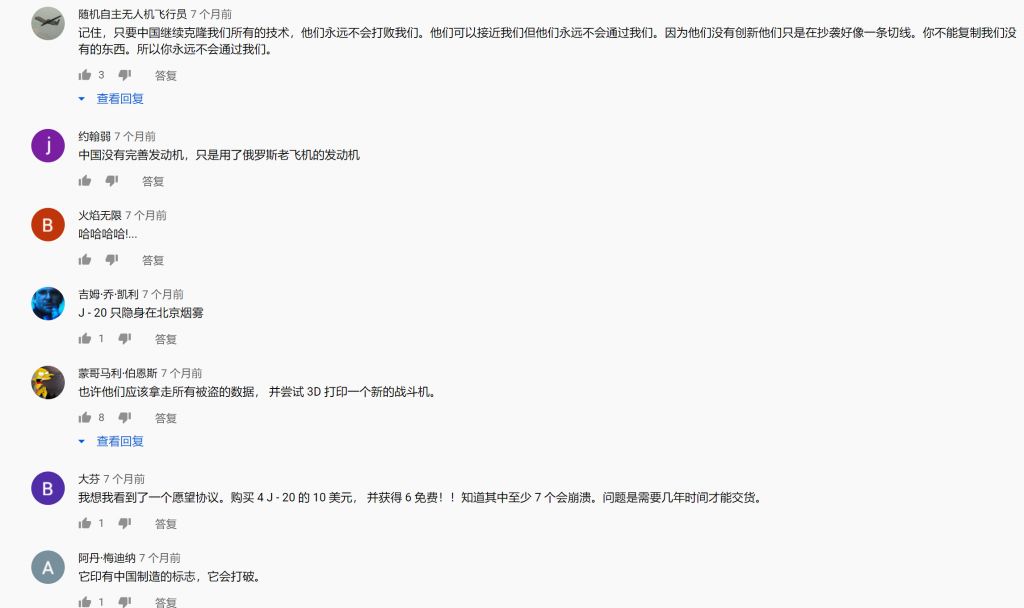 随机自主无人机飞行员 7 个月前
记住，只要中国继续克隆我们所有的技术，他们永远不会打败我们。他们可以接近我们但他们永远不会通过我们。因为他们没有创新他们只是在抄袭好像一条切线。你不能复制我们没
有的东西。所以你永远不会通过我们。
3 答复
查看回复
j
约翰弱 7 个月前
中国没有完善发动机，只是用了俄罗斯老飞机的发动机
答复
B
火焰无限 7 个月前
哈哈哈哈!...
答复
吉姆·乔·凯利 7 个月前
J - 20 只隐身在北京烟雾
1 答复
蒙哥马利·伯恩斯 7 个月前
也许他们应该拿走所有被盗的数据， 并尝试 3D 打印一个新的战斗机。
8 答复
查看回复
B
大芬 7 个月前
我想我看到了一个愿望协议。购买 4 J - 20 的 10 美元， 并获得 6 免费！！知道其中至少 7 个会崩溃。问题是需要几年时间才能交货。
1 答复
A
阿丹·梅迪纳 7 个月前
它印有中国制造的标志，它会打破。
1 答复